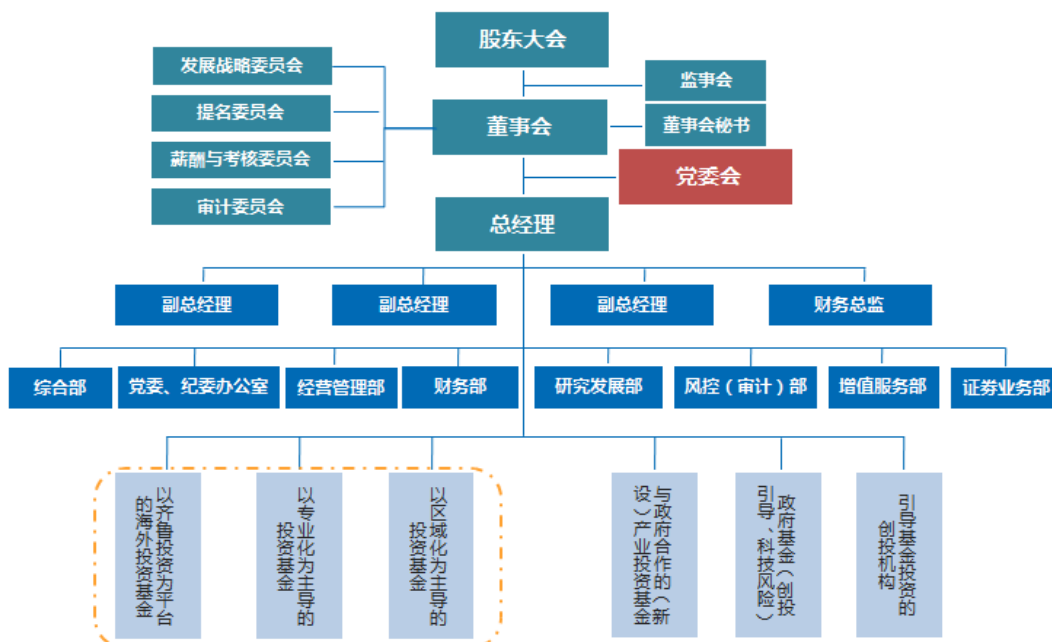 股东大会
发展战略委员会
监事会
提名委员会
董事会
董事会秘书
薪酬与考核委员会
党委会
审计委员会
总经理
副总经理
副总经理
副总经理
财务总监
综合部
党委、纪委办公室
经营管理部
财务部
研究发展部
风控（审计）部
增值服务部
证券业务部
以齐鲁投资为平台
的海外投资基金
以专业化为主导的
投资基金
以区域化为主导的
投资基金
与政府合作的（新
设）产业投资基金
政府基金（创投
引导、科技风险）
引导基金投资的
创投机构